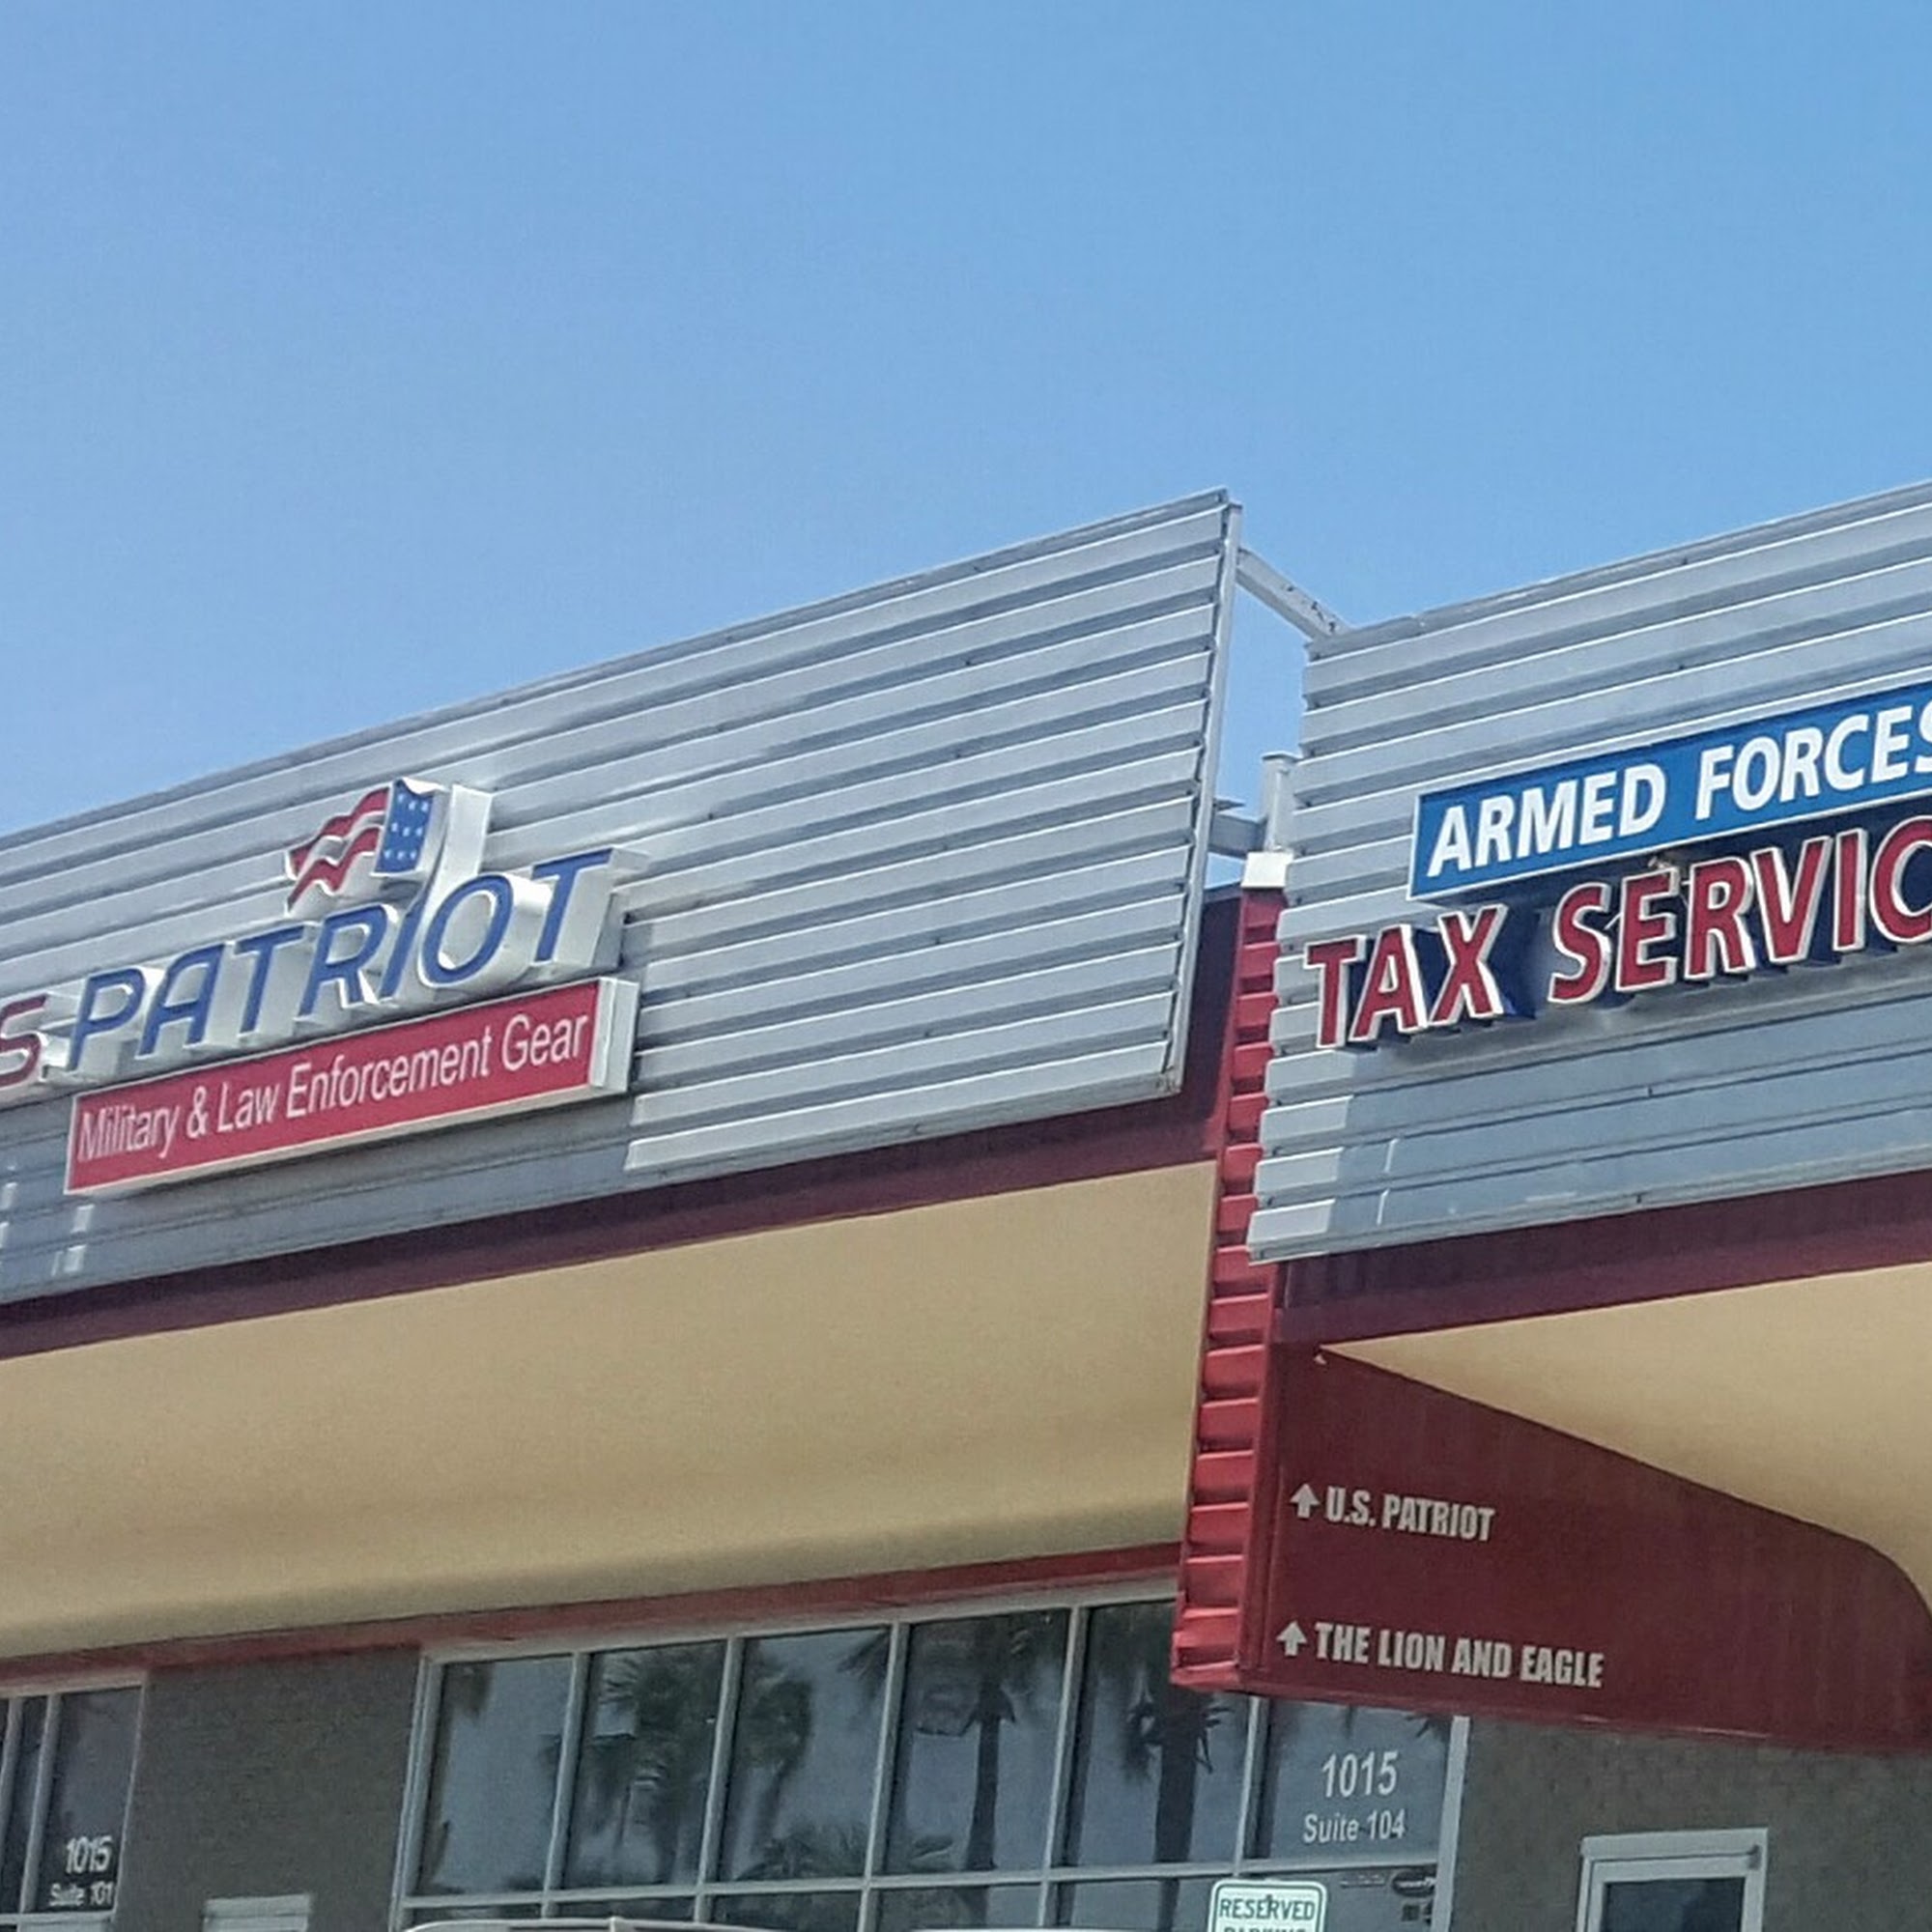 S PATRIOT
Military & Law Enforcement Gear
ARMED FORCES
TAX SERVIC
U.S. PATRIOT
THE LION AND EAGLE
1015
Suite 104
1015
Suite 101
RESERVED
PARKING